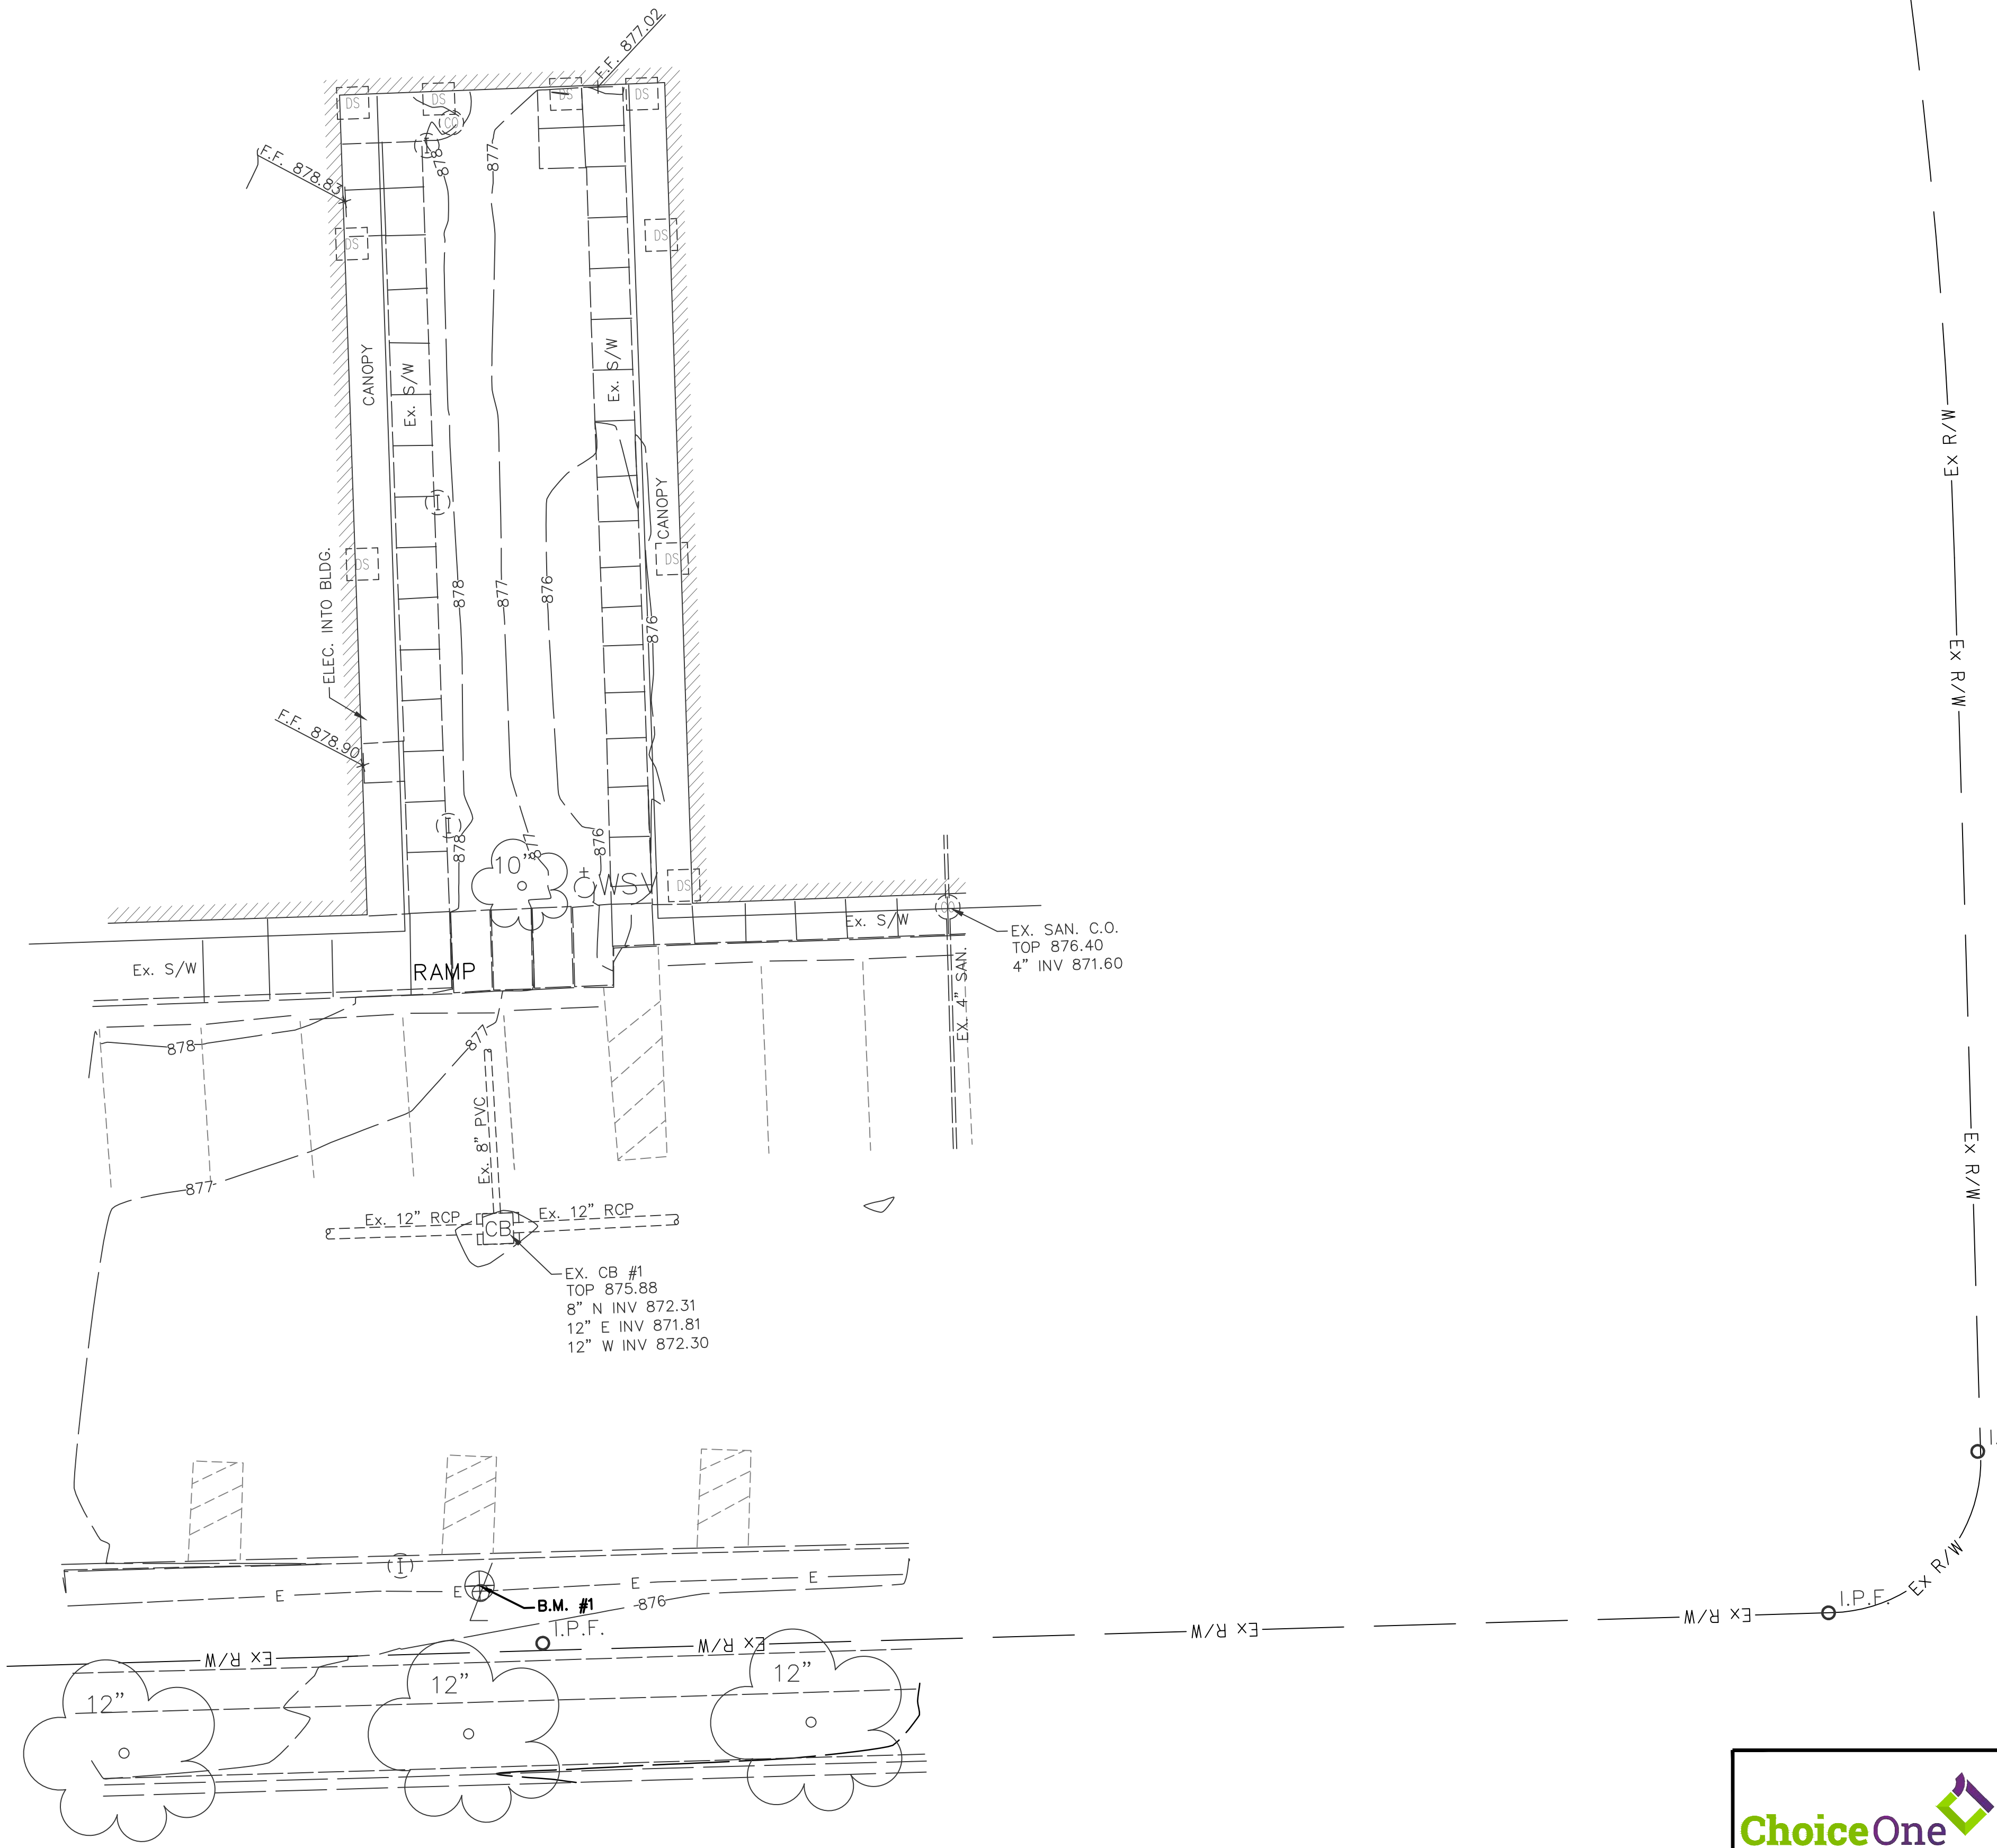 F.F. 877.02
DS
DS
DS
DS
CO
I
878
877
F.F. 878.83
DS
DS
CANOPY
Ex. S/W
Ex. S/W
CANOPY
I
DS
DS
ELEC. INTO BLDG.
878
877
876
876
F.F. 878.90
I
878
877
876
10"
WSV
DS
Ex. S/W
CO
EX. SAN. C.O.
TOP 876.40
4" INV 871.60
Ex. S/W
RAMP
EX. 4" SAN.
878
877
877
Ex. 8" PVC
Ex. 12" RCP
CB
Ex. 12" RCP
EX. CB #1
TOP 875.88
8" N INV 872.31
12" E INV 871.81
12" W INV 872.30
Ex R/W
Ex R/W
Ex R/W
I.
Ex R/W
I.P.F.
I
E
E
E
E
B.M. #1
876
I.P.F.
Ex R/W
Ex R/W
Ex R/W
Ex R/W
12"
12"
12"
ChoiceOne